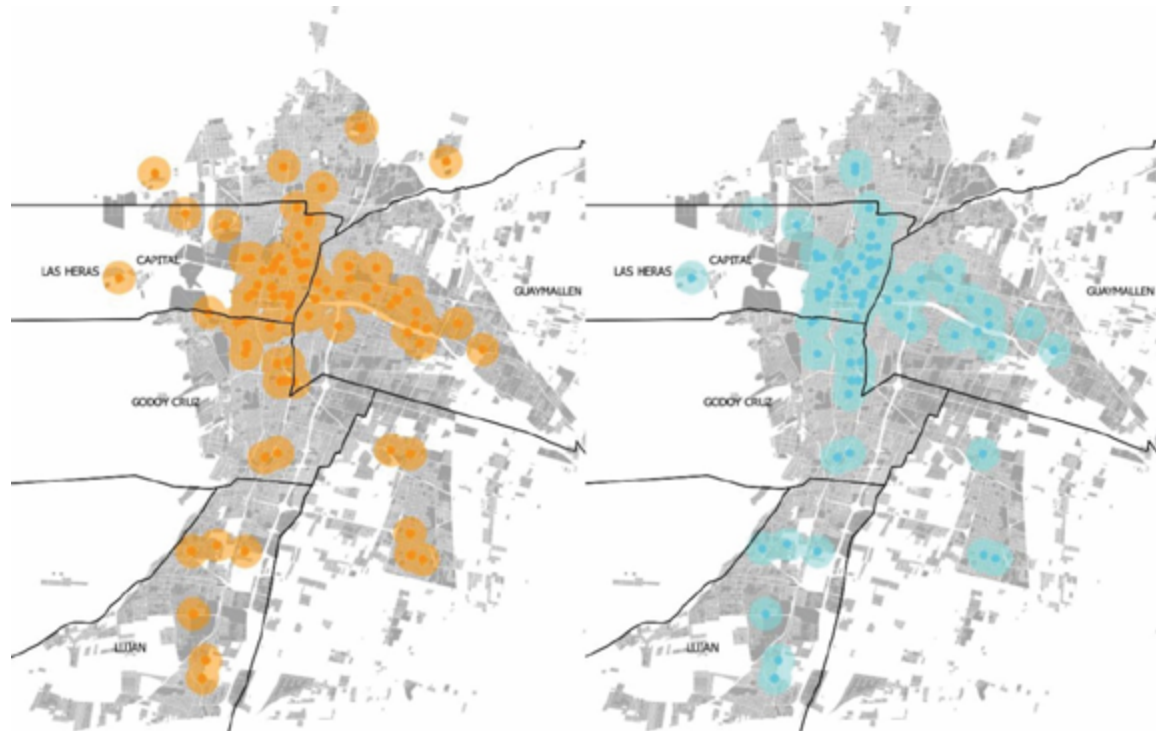 CAPITAL
LAS HERAS
GUAYMALLEN
GODOY CRUZ
LUJAN
CAPITAL
LAS HERAS
GUAYMALLEN
GODOY CRUZ
LUJAN